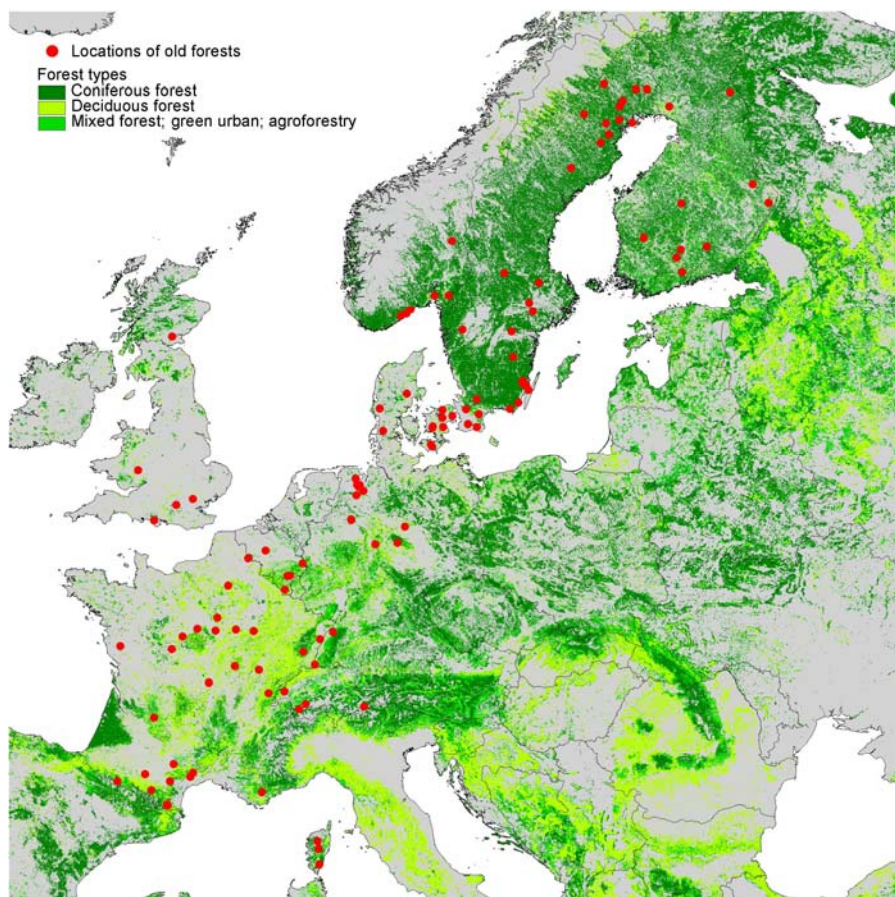 Locations of old forests
Forest types
Coniferous forest
Deciduous forest
Mixed forest; green urban; agroforestry